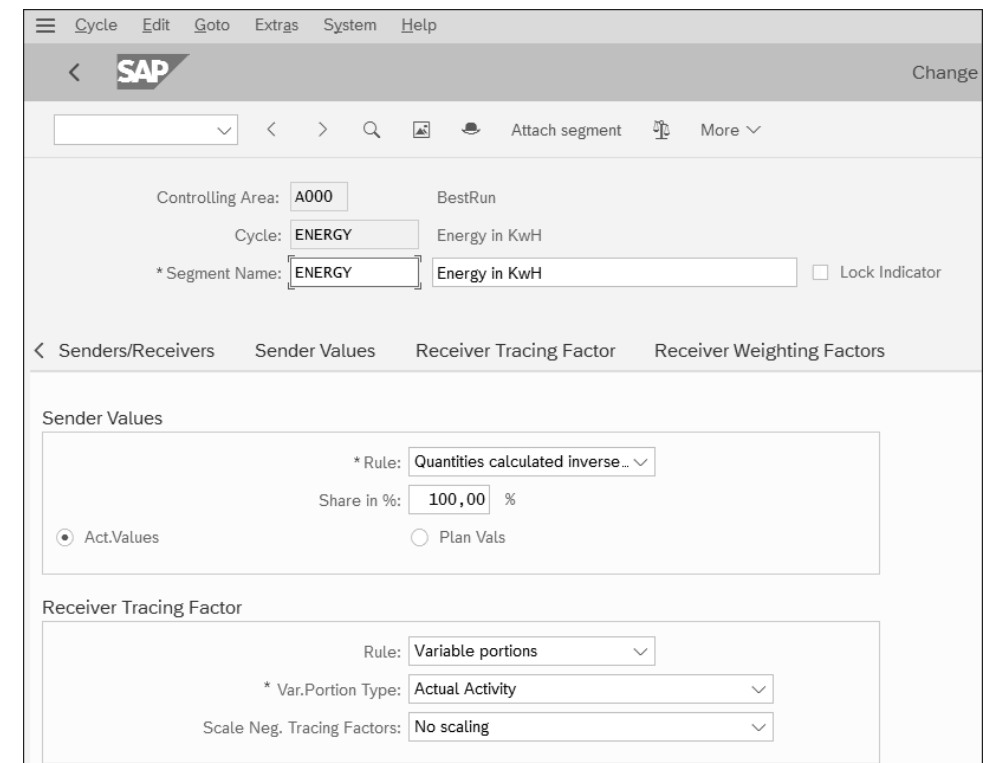 Cycle Edit Goto Extras System Help
SAP Change
Attach segment More
Controlling Area: A000 BestRun
Cycle: ENERGY Energy in KwH
* Segment Name: ENERGY Energy in KwH Lock Indicator
Senders/Receivers Sender Values Receiver Tracing Factor Receiver Weighting Factors
Sender Values
* Rule: Quantities calculated inverse...
Share in %: 100,00 %
Act.Values Plan Vals
Receiver Tracing Factor
Rule: Variable portions
* Var.Portion Type: Actual Activity
Scale Neg. Tracing Factors: No scaling